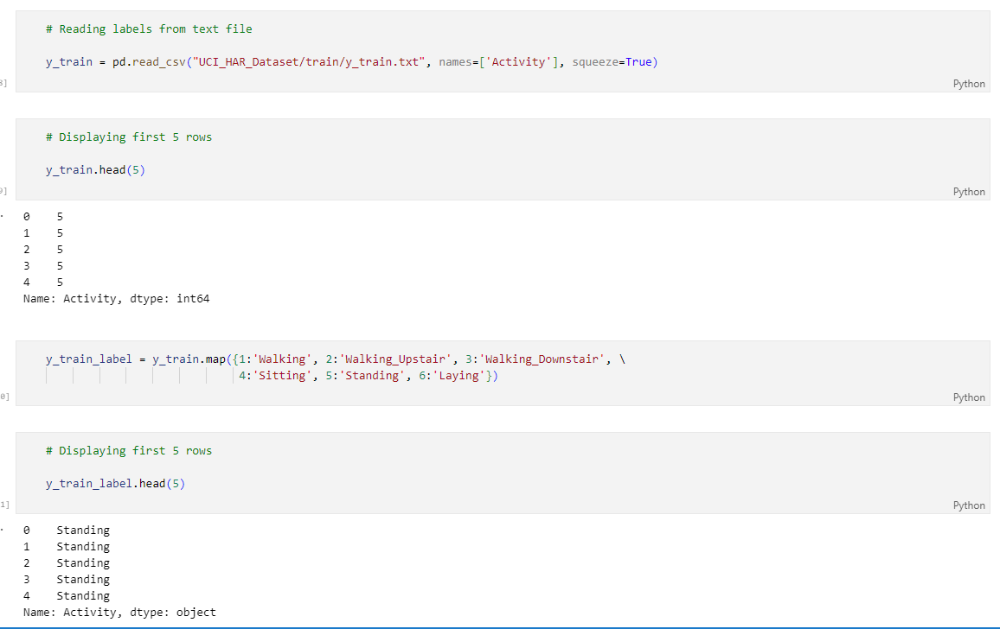 # Reading labels from text file
y_train = pd.read_csv("UCI_HAR_Dataset/train/y_train.txt", names=['Activity'], squeeze=True)
8]
Python
# Displaying first 5 rows
y_train.head(5)
9]
Python
0 5
1 5
2 5
3 5
4 5
Name: Activity, dtype: int64
y_train_label = y_train.map({1:'Walking', 2:'Walking_Upstair', 3:'Walking_Downstair', \
4:'Sitting', 5:'Standing', 6:'Laying'})
0]
Python
# Displaying first 5 rows
y_train_label.head(5)
1]
Python
0 Standing
1 Standing
2 Standing
3 Standing
4 Standing
Name: Activity, dtype: object